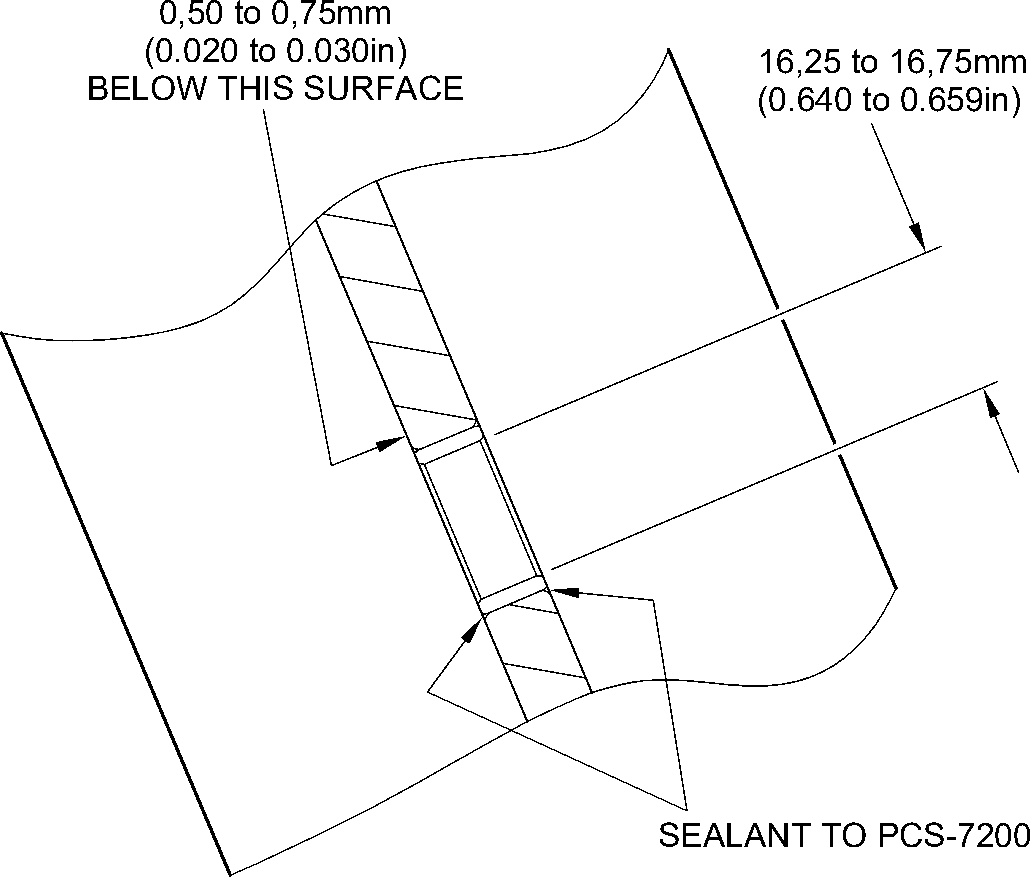 0,50 to 0,75mm
(0.020 to 0.030in)
BELOW THIS SURFACE
16,25 to 16,75mm
(0.640 to 0.659in)
SEALANT TO PCS-7200